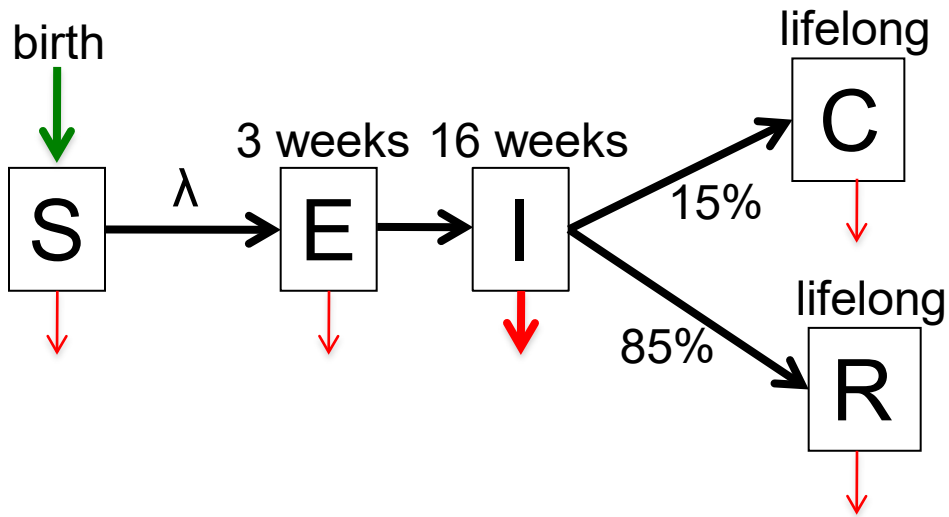 birth
lifelong
C
3 weeks
16 weeks
S
λ
E
I
15%
lifelong
85%
R